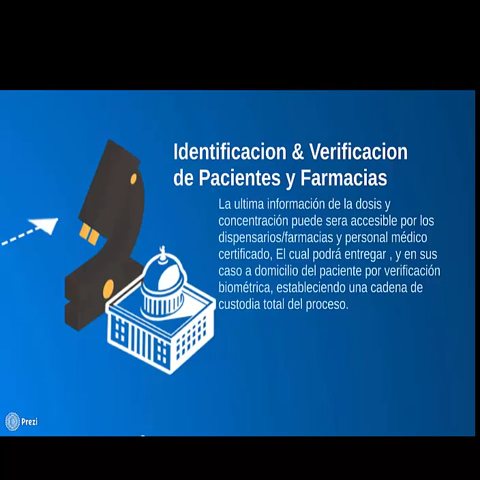 Identificacion & Verificacion
de Pacientes y Farmacias
La ultima información de la dosis y
concentración puede sera accesible por los
dispensarios/farmacias y personal médico
certificado, El cual podrá entregar , y en sus
caso a domicilio del paciente por verificación
biométrica, estableciendo una cadena de
custodia total del proceso.
Prezi